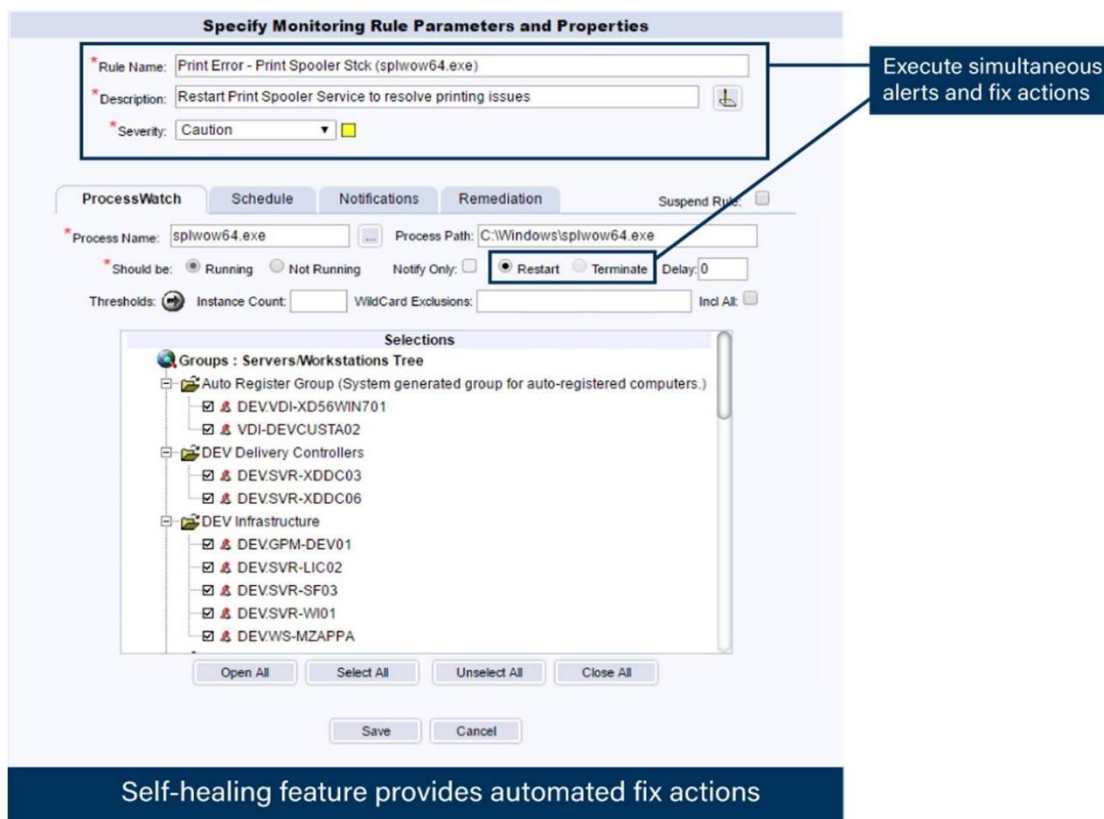 Specify Monitoring Rule Parameters and Properties
*Rule Name: Print Error - Print Spooler Stck (splwow64.exe)
Execute simultaneous
alerts and fix actions
*Description: Restart Print Spooler Service to resolve printing issues
*Severity: Caution
ProcessWatch Schedule Notifications Remediation Suspend Rule:
*Process Name: splwow64.exe ... Process Path: C:\Windows\splwow64.exe
*Should be: Running Not Running Notify Only: Restart Terminate Delay: 0
Thresholds: Instance Count: WildCard Exclusions: Incl All:
Selections
Groups : Servers/Workstations Tree
Auto Register Group (System generated group for auto-registered computers.)
DEV.VDI-XD56WIN701
VDI-DEVCUSTA02
DEV Delivery Controllers
DEV.SVR-XDDC03
DEV.SVR-XDDC06
DEV Infrastructure
DEV.GPM-DEV01
DEV.SVR-LIC02
DEV.SVR-SF03
DEV.SVR-WI01
DEV.WS-MZAPPA
Open All Select All Unselect All Close All
Save Cancel
Self-healing feature provides automated fix actions